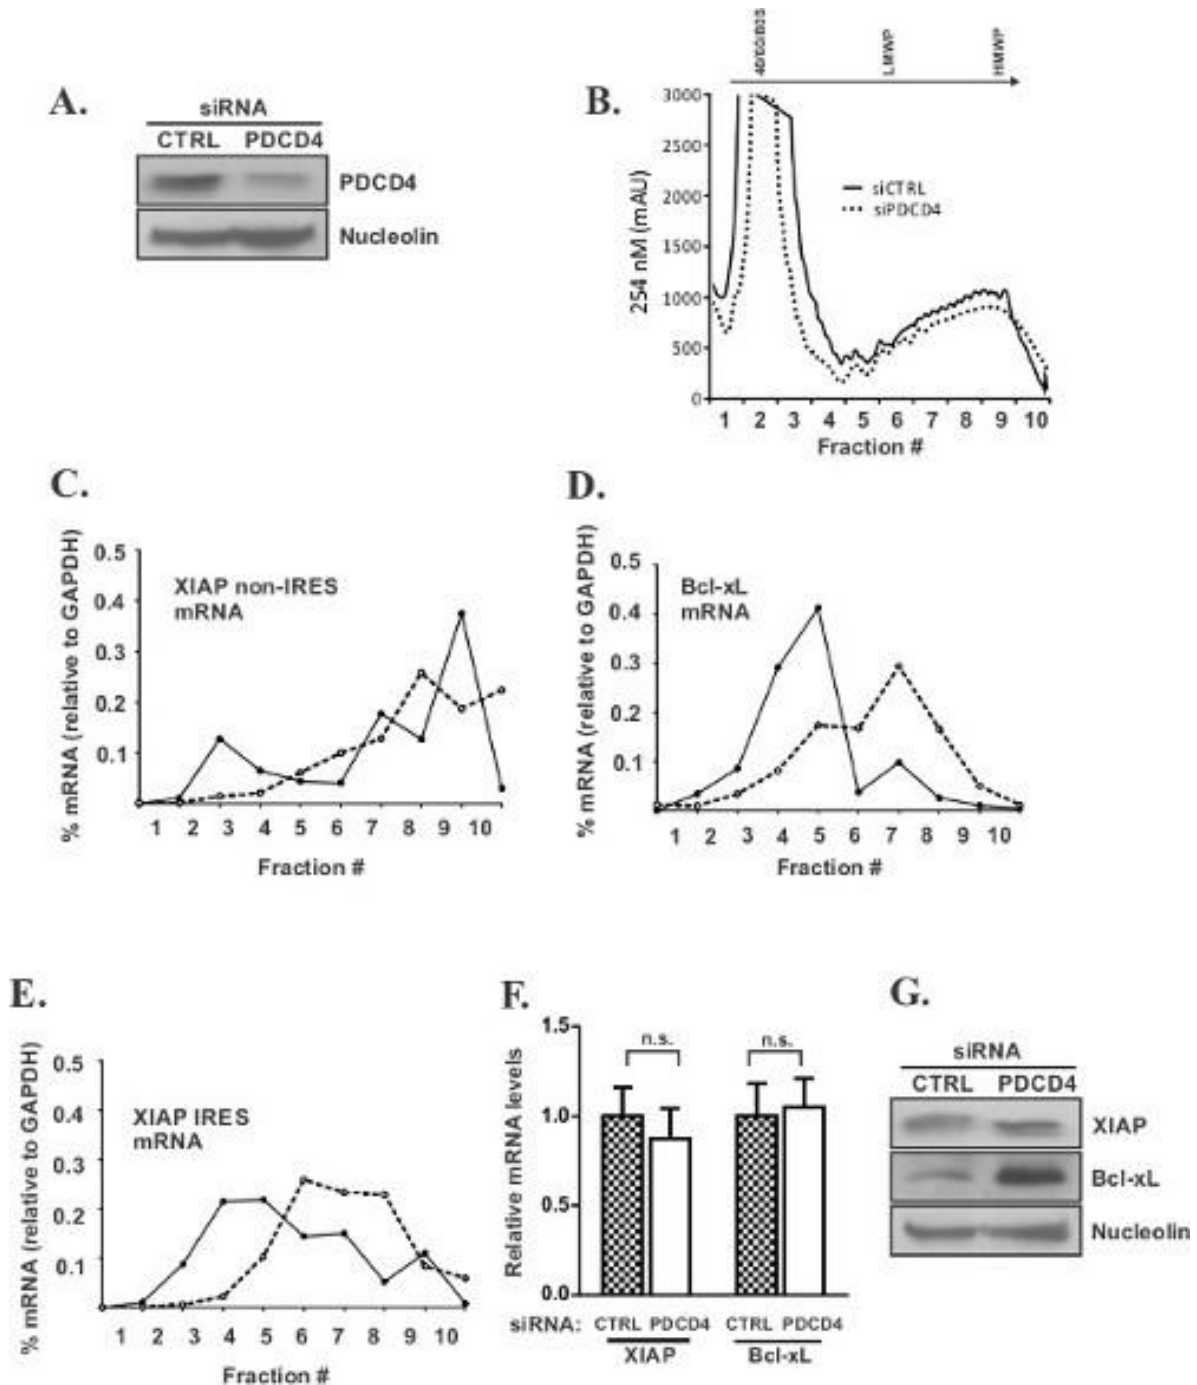 A.
siRNA
CTRL PDCD4
PDCD4
Nucleolin
B.
LMWP
HMWP
3000
2500
2000
1500
1000
500
0
254 nM (mAU)
siCTRL
siPDCD4
1 2 3 4 5 6 7 8 9 10
Fraction #
C.
% mRNA (relative to GAPDH)
0.5
0.4
0.3
0.2
0.1
XIAP non-IRES
mRNA
1 2 3 4 5 6 7 8 9 10
Fraction #
D.
% mRNA (relative to GAPDH)
0.5
0.4
0.3
0.2
0.1
Bcl-xL
mRNA
1 2 3 4 5 6 7 8 9 10
Fraction #
E.
% mRNA (relative to GAPDH)
0.5
0.4
0.3
0.2
0.1
XIAP IRES
mRNA
1 2 3 4 5 6 7 8 9 10
Fraction #
F.
Relative mRNA levels
1.5
1.0
0.5
0.0
n.s. n.s.
siRNA: CTRL PDCD4 CTRL PDCD4
XIAP Bcl-xL
G.
siRNA
CTRL PDCD4
XIAP
Bcl-xL
Nucleolin